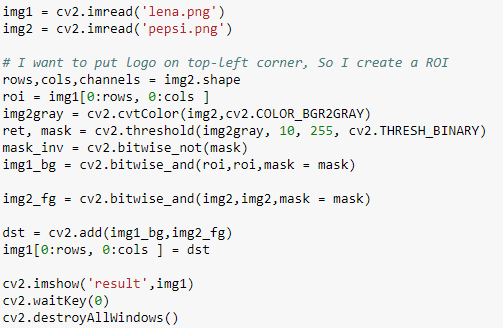 img1 = cv2.imread('lena.png')
img2 = cv2.imread('pepsi.png')
# I want to put logo on top-left corner, So I create a ROI
rows,cols,channels = img2.shape
roi = img1[0:rows, 0:cols ]
img2gray = cv2.cvtColor(img2,cv2.COLOR_BGR2GRAY)
ret, mask = cv2.threshold(img2gray, 10, 255, cv2.THRESH_BINARY)
mask_inv = cv2.bitwise_not(mask)
img1_bg = cv2.bitwise_and(roi,roi,mask = mask)
img2_fg = cv2.bitwise_and(img2,img2,mask = mask)
dst = cv2.add(img1_bg,img2_fg)
img1[0:rows, 0:cols ] = dst
cv2.imshow('result',img1)
cv2.waitKey(0)
cv2.destroyAllWindows()